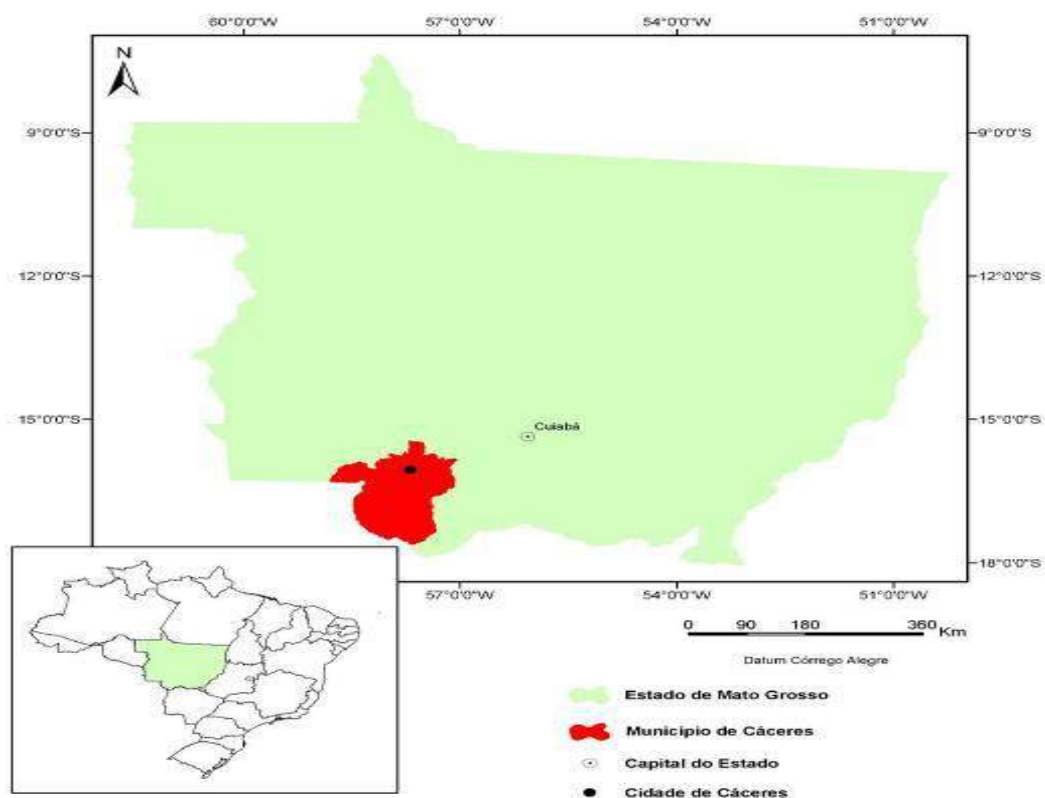 60°0'0"W 57°0'0"W 54°0'0"W 51°0'0"W
N
9°0'0"S 9°0'0"S
12°0'0"S 12°0'0"S
15°0'0"S 15°0'0"S
Cuiabá
18°0'0"S
57°0'0"W 54°0'0"W 51°0'0"W
0 90 180 360 Km
Datum Córrego Alegre
Estado de Mato Grosso
Município de Cáceres
Capital do Estado
Cidade de Cáceres